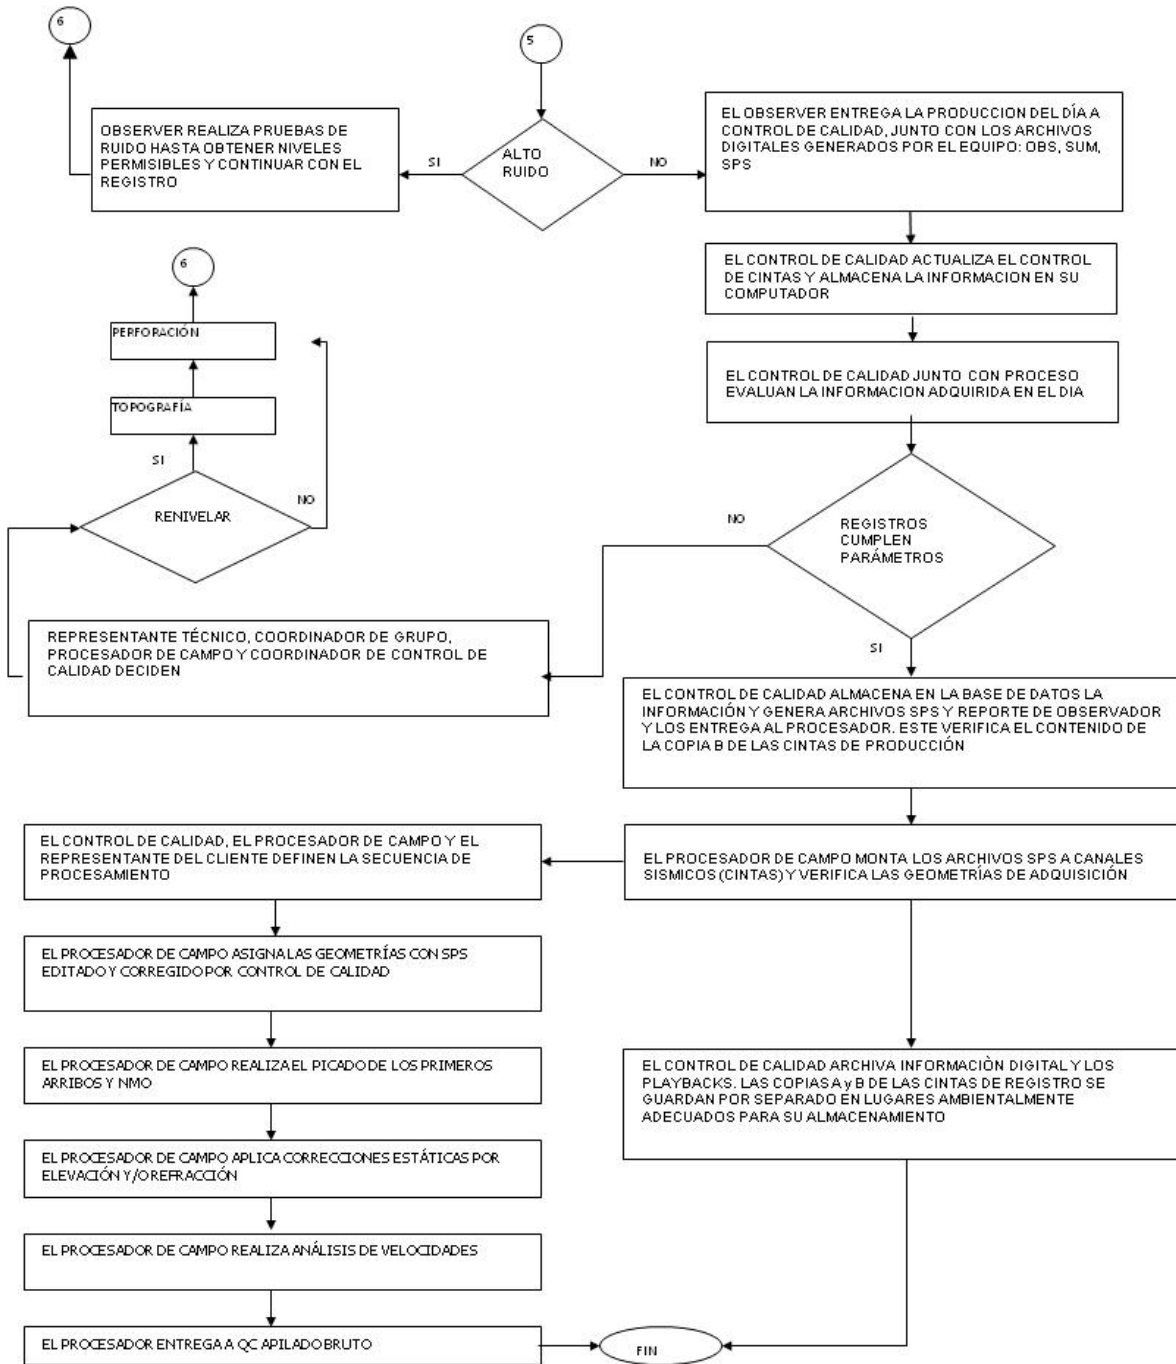 6
5
OBSERVER REALIZA PRUEBAS DE
RUIDO HASTA OBTENER NIVELES
PERMISIBLES Y CONTINUAR CON EL
REGISTRO
SI
ALTO
RUIDO
NO
EL OBSERVER ENTREGA LA PRODUCCION DEL DÍA A
CONTROL DE CALIDAD, JUNTO CON LOS ARCHIVOS
DIGITALES GENERADOS POR EL EQUIPO: OBS, SUM,
SPS
EL CONTROL DE CALIDAD ACTUALIZA EL CONTROL
DE CINTAS Y ALMACENA LA INFORMACION EN SU
COMPUTADOR
6
PERFORACIÓN
EL CONTROL DE CALIDAD JUNTO CON PROCESO
EVALUAN LA INFORMACION ADQUIRIDA EN EL DIA
TOPOGRAFÍA
SI
RENIVELAR
NO
NO
REGISTROS
CUMPLEN
PARÁMETROS
SI
REPRESENTANTE TÉCNICO, COORDINADOR DE GRUPO,
PROCESADOR DE CAMPO Y COORDINADOR DE CONTROL DE
CALIDAD DECIDEN
EL CONTROL DE CALIDAD ALMACENA EN LA BASE DE DATOS LA
INFORMACIÓN Y GENERA ARCHIVOS SPS Y REPORTE DE OBSERVADOR
Y LOS ENTREGA AL PROCESADOR. ESTE VERIFICA EL CONTENIDO DE
LA COPIA B DE LAS CINTAS DE PRODUCCIÓN
EL CONTROL DE CALIDAD, EL PROCESADOR DE CAMPO Y EL
REPRESENTANTE DEL CLIENTE DEFINEN LA SECUENCIA DE
PROCESAMIENTO
EL PROCESADOR DE CAMPO MONTA LOS ARCHIVOS SPS A CANALES
SISMICOS (CINTAS) Y VERIFICA LAS GEOMETRÍAS DE ADQUISICIÓN
EL PROCESADOR DE CAMPO ASIGNA LAS GEOMETRÍAS CON SPS
EDITADO Y CORREGIDO POR CONTROL DE CALIDAD
EL PROCESADOR DE CAMPO REALIZA EL PICADO DE LOS PRIMEROS
ARRIBOS Y NMO
EL CONTROL DE CALIDAD ARCHIVA INFORMACIÒN DIGITAL Y LOS
PLAYBACKS. LAS COPIAS A y B DE LAS CINTAS DE REGISTRO SE
GUARDAN POR SEPARADO EN LUGARES AMBIENTALMENTE
ADECUADOS PARA SU ALMACENAMIENTO
EL PROCESADOR DE CAMPO APLICA CORRECCIONES ESTÁTICAS POR
ELEVACIÓN Y/O REFRACCIÓN
EL PROCESADOR DE CAMPO REALIZA ANÁLISIS DE VELOCIDADES
EL PROCESADOR ENTREGA A QC APILADO BRUTO
FIN